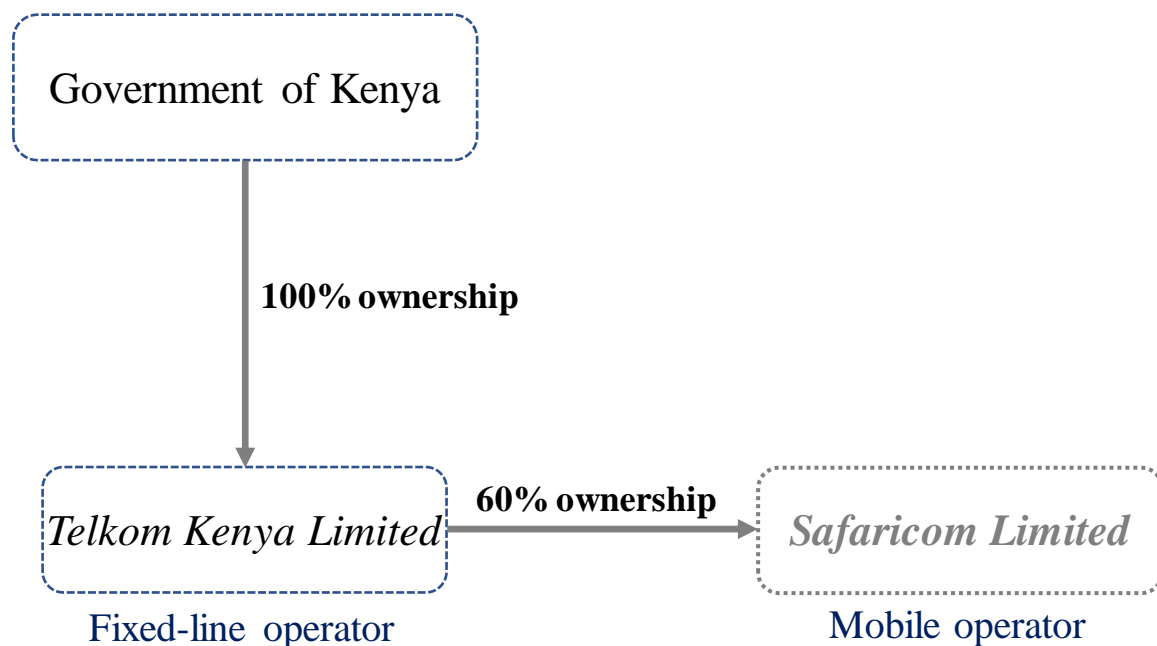 Government of Kenya
100% ownership
60% ownership
Telkom Kenya Limited
Safaricom Limited
Fixed-line operator
Mobile operator